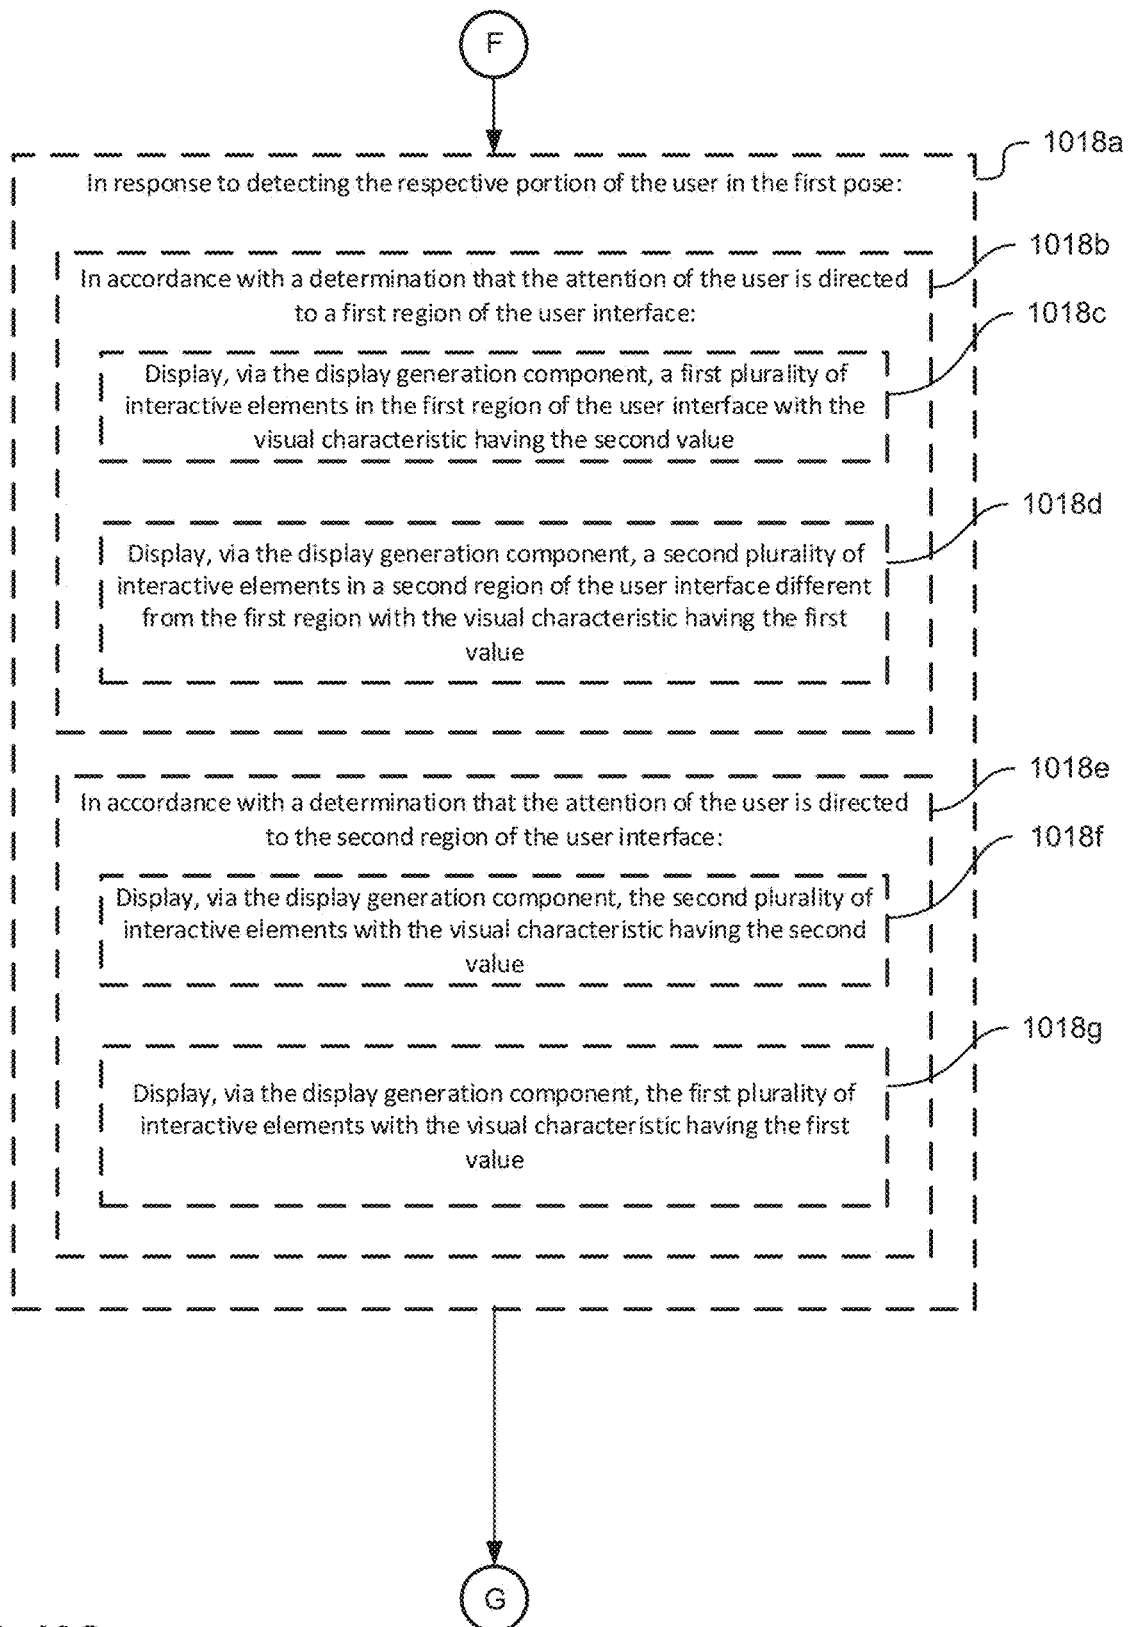 F
1018a
In response to detecting the respective portion of the user in the first pose:
1018b
In accordance with a determination that the attention of the user is directed
to a first region of the user interface:
1018c
Display, via the display generation component, a first plurality of
interactive elements in the first region of the user interface with the
visual characteristic having the second value
1018d
Display, via the display generation component, a second plurality of
interactive elements in a second region of the user interface different
from the first region with the visual characteristic having the first
value
1018e
In accordance with a determination that the attention of the user is directed
to the second region of the user interface:
1018f
Display, via the display generation component, the second plurality of
interactive elements with the visual characteristic having the second
value
1018g
Display, via the display generation component, the first plurality of
interactive elements with the visual characteristic having the first
value
G